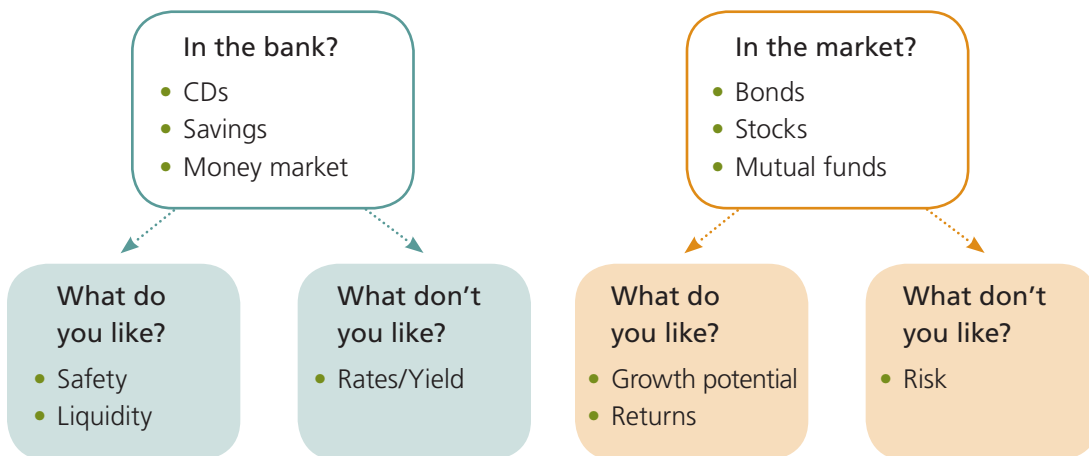 In the bank?
• CDs
• Savings
• Money market
In the market?
• Bonds
• Stocks
• Mutual funds
What do
you like?
• Safety
• Liquidity
What don’t
you like?
• Rates/Yield
What do
you like?
• Growth potential
• Returns
What don’t
you like?
• Risk